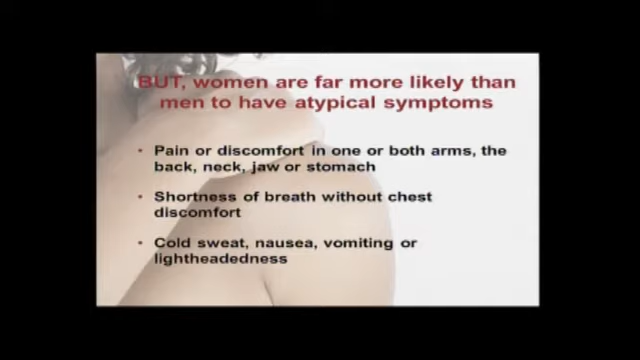 BUT, women are far more likely than
men to have atypical symptoms
• Pain or discomfort in one or both arms, the
back, neck, jaw or stomach
• Shortness of breath without chest
discomfort
• Cold sweat, nausea, vomiting or
lightheadedness